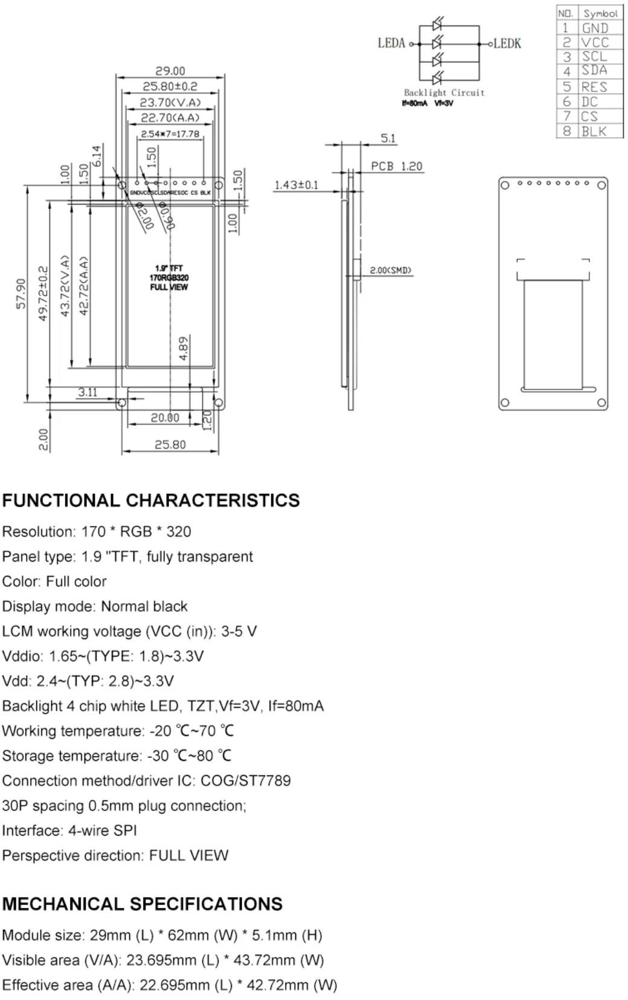 NO. Symbol
1 GND
2 VCC
3 SCL
4 SDA
5 RES
6 DC
7 CS
8 BLK
LEDA
LEDK
Backlight Circuit
If=80mA Vf=3V
29.00
25.80±0.2
23.70(V.A)
22.70(A.A)
2.54*7=17.78
6.14
1.50
1.00
1.50
1.50
1.00
GNDVCCSCLSDARESDC CS BLK
2.00
0.90
1.9" TFT
170RGB320
FULL VIEW
57.90
49.72±0.2
43.72(V.A)
42.72(A.A)
4.89
3.11
20.00
1.20
2.00
25.80
5.1
PCB 1.20
1.43±0.1
2.00(SMD)
FUNCTIONAL CHARACTERISTICS
Resolution: 170 * RGB * 320
Panel type: 1.9 "TFT, fully transparent
Color: Full color
Display mode: Normal black
LCM working voltage (VCC (in)): 3-5 V
Vddio: 1.65~(TYPE: 1.8)~3.3V
Vdd: 2.4~(TYP: 2.8)~3.3V
Backlight 4 chip white LED, TZT,Vf=3V, If=80mA
Working temperature: -20 ℃~70 ℃
Storage temperature: -30 ℃~80 ℃
Connection method/driver IC: COG/ST7789
30P spacing 0.5mm plug connection;
Interface: 4-wire SPI
Perspective direction: FULL VIEW
MECHANICAL SPECIFICATIONS
Module size: 29mm (L) * 62mm (W) * 5.1mm (H)
Visible area (V/A): 23.695mm (L) * 43.72mm (W)
Effective area (A/A): 22.695mm (L) * 42.72mm (W)